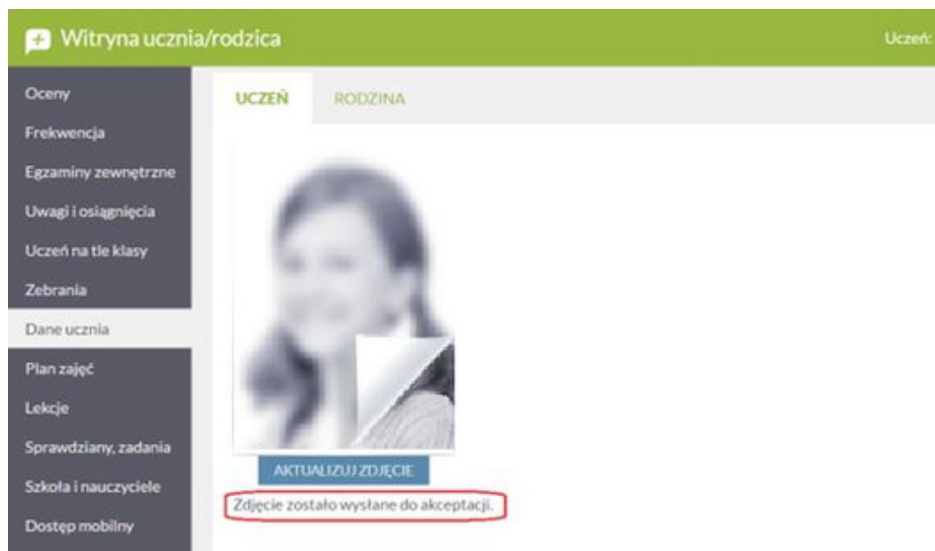 Witryna ucznia/rodzica
Uczeń:
Oceny
Frekwencja
Egzaminy zewnętrzne
Uwagi i osiągnięcia
Uczeń na tle klasy
Zebrania
Dane ucznia
Plan zajęć
Lekcje
Sprawdziany, zadania
Szkoła i nauczyciele
Dostęp mobilny
UCZEŃ
RODZINA
AKTUALIZUJ ZDJĘCIE
Zdjęcie zostało wysłane do akceptacji.